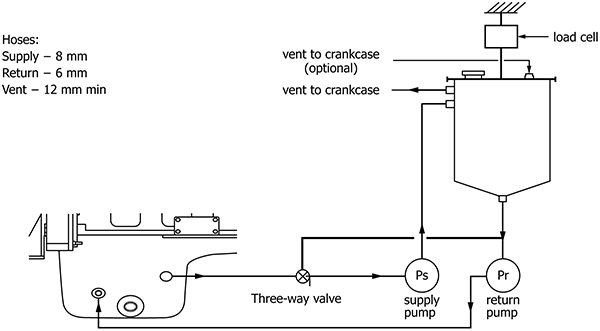 Hoses:
Supply – 8 mm
Return – 6 mm
Vent – 12 mm min
load cell
vent to crankcase
(optional)
vent to crankcase
Ps
Pr
Three-way valve
supply
pump
return
pump